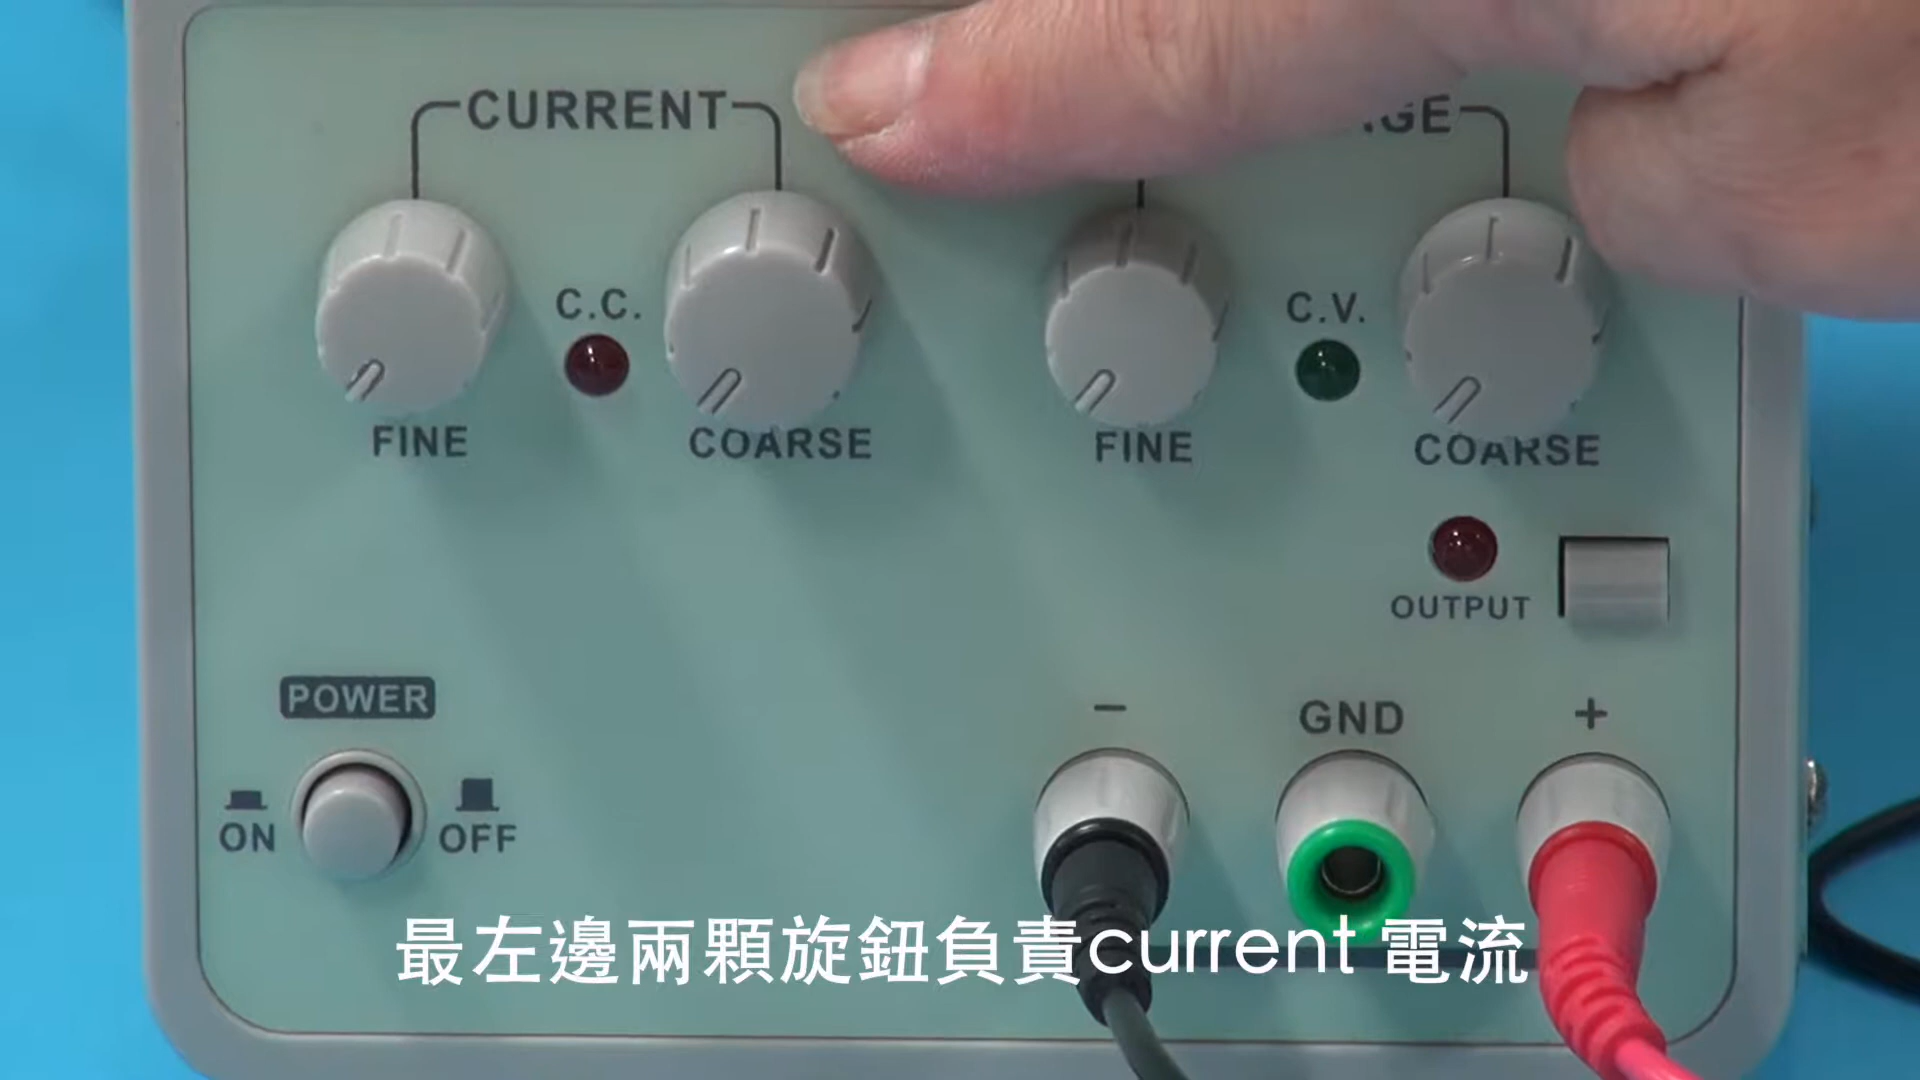 CURRENT
C.C.
C.V.
FINE
COARSE
FINE
COARSE
OUTPUT
POWER
ON
OFF
−
GND
+
最左邊兩顆旋鈕負責current 電流